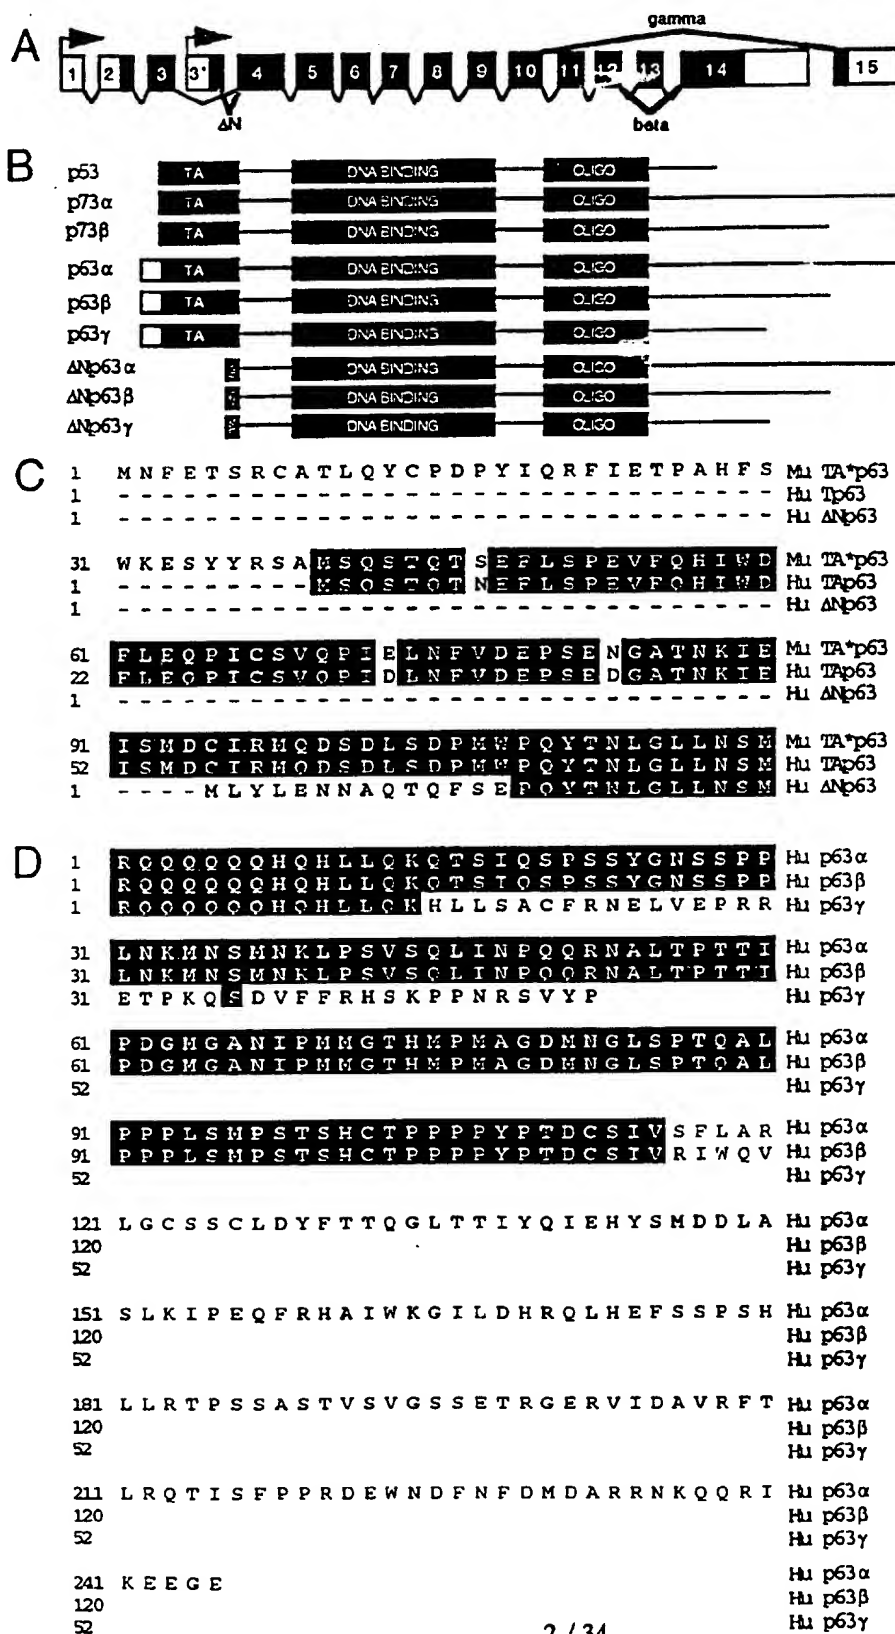 gamma
A
1 2 3 3' 4 5 6 7 8 9 10 11 12 13 14 15
ΔN beta
B
p53 TA DNA BINDING OLIGO
p73α TA DNA BINDING OLIGO
p73β TA DNA BINDING OLIGO
p63α TA DNA BINDING OLIGO
p63β TA DNA BINDING OLIGO
p63γ TA DNA BINDING OLIGO
ΔNp63α DNA BINDING OLIGO
ΔNp63β DNA BINDING OLIGO
ΔNp63γ DNA BINDING OLIGO
C
1 M N F E T S R C A T L Q Y C P D P Y I Q R F I E T P A H F S Mu TA*p63
1 - - - - - - - - - - - - - - - - - - - - - - - - - - - - - - Hu Tp63
1 - - - - - - - - - - - - - - - - - - - - - - - - - - - - - - Hu ΔNp63
31 W K E S Y Y R S A M S Q S T Q T S E F L S P E V F Q H I W D Mu TA*p63
1 - - - - - - - - - M S Q S T Q T N E F L S P E V F Q H I W D Hu TAp63
1 - - - - - - - - - - - - - - - - - - - - - - - - - - - - - - Hu ΔNp63
61 F L E Q P I C S V Q P I E L N F V D E P S E N G A T N K I E Mu TA*p63
22 F L E Q P I C S V Q P I D L N F V D E P S E D G A T N K I E Hu TAp63
1 - - - - - - - - - - - - - - - - - - - - - - - - - - - - - - Hu ΔNp63
91 I S M D C I R M Q D S D L S D P M W P Q Y T N L G L L N S M Mu TA*p63
52 I S M D C I R M Q D S D L S D P M W P Q Y T N L G L L N S M Hu TAp63
1 - - - - M L Y L E N N A Q T Q F S E P Q Y T N L G L L N S M Hu ΔNp63
D
1 R Q Q Q Q Q Q H Q H L L Q K Q T S I Q S P S S Y G N S S P P Hu p63α
1 R Q Q Q Q Q Q H Q H L L Q K Q T S I Q S P S S Y G N S S P P Hu p63β
1 R Q Q Q Q Q Q H Q H L L Q K H L L S A C F R N E L V E P R R Hu p63γ
31 L N K M N S M N K L P S V S Q L I N P Q Q R N A L T P T T I Hu p63α
31 L N K M N S M N K L P S V S Q L I N P Q Q R N A L T P T T I Hu p63β
31 E T P K Q S D V F F R H S K P P N R S V Y P Hu p63γ
61 P D G M G A N I P M M G T H M P M A G D M N G L S P T Q A L Hu p63α
61 P D G M G A N I P M M G T H M P M A G D M N G L S P T Q A L Hu p63β
52 Hu p63γ
91 P P P L S M P S T S H C T P P P P Y P T D C S I V S F L A R Hu p63α
91 P P P L S M P S T S H C T P P P P Y P T D C S I V R I W Q V Hu p63β
52 Hu p63γ
121 L G C S S C L D Y F T T Q G L T T I Y Q I E H Y S M D D L A Hu p63α
120 Hu p63β
52 Hu p63γ
151 S L K I P E Q F R H A I W K G I L D H R Q L H E F S S P S H Hu p63α
120 Hu p63β
52 Hu p63γ
181 L L R T P S S A S T V S V G S S E T R G E R V I D A V R F T Hu p63α
120 Hu p63β
52 Hu p63γ
211 L R Q T I S F P P R D E W N D F N F D M D A R R N K Q Q R I Hu p63α
120 Hu p63β
52 Hu p63γ
241 K E E G E Hu p63α
120 Hu p63β
52 Hu p63γ
2 / 34